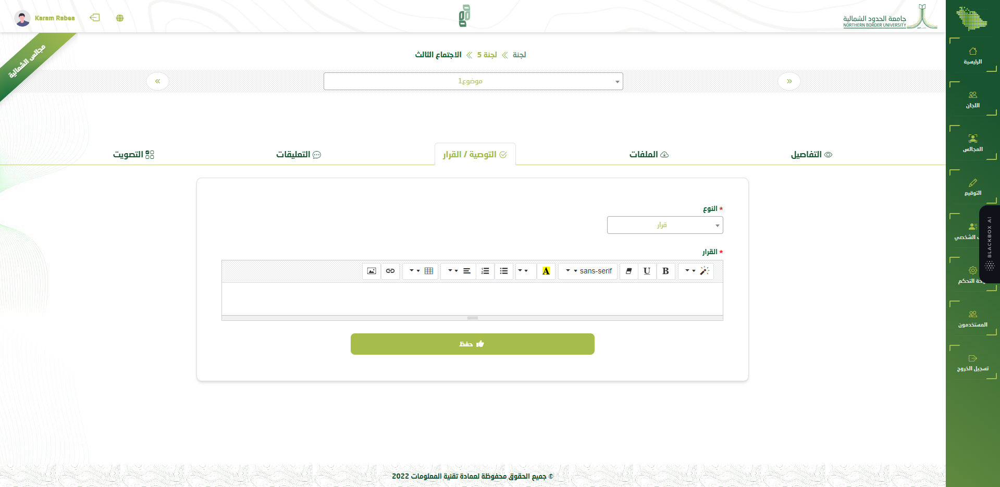 جامعة الحدود الشمالية
NORTHERN BORDER UNIVERSITY
Karam Rabea
مجالس الشمالية
الرئيسية
اللجان
المجالس
التوقيع
الشخصي
التحكم
المستخدمون
تسجيل الخروج
BLACKBOX AI
لجنة » لجنة 5 » الاجتماع الثالث
«
موضوع1
»
التفاصيل
الملفات
التوصية / القرار
التعليقات
التصويت
* النوع
قرار
* القرار
B U sans-serif A
حفظ
© جميع الحقوق محفوظة لعمادة تقنية المعلومات 2022